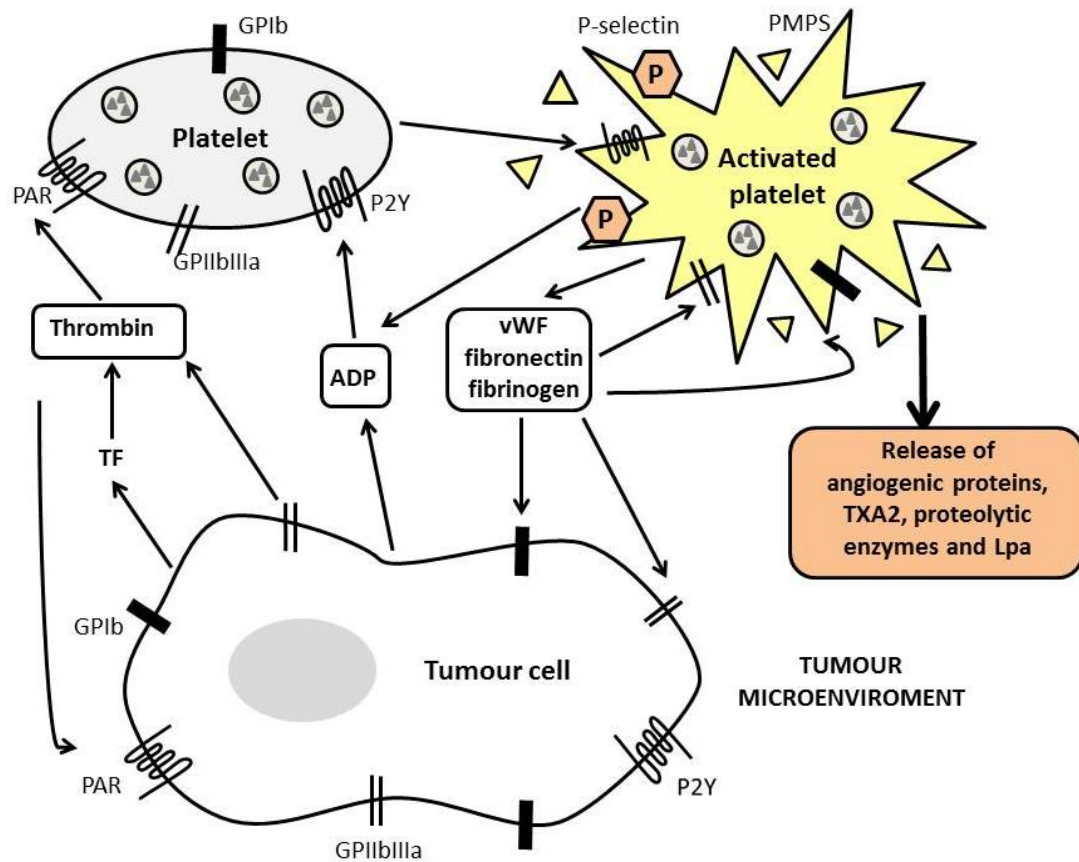 GPIb
P-selectin
PMPS
P
Platelet
Activated
platelet
PAR
P2Y
GPIIbIIIa
P
Thrombin
ADP
vWF
fibronectin
fibrinogen
TF
Release of
angiogenic proteins,
TXA2, proteolytic
enzymes and Lpa
GPIb
Tumour cell
TUMOUR
MICROENVIROMENT
PAR
P2Y
GPIIbIIIa